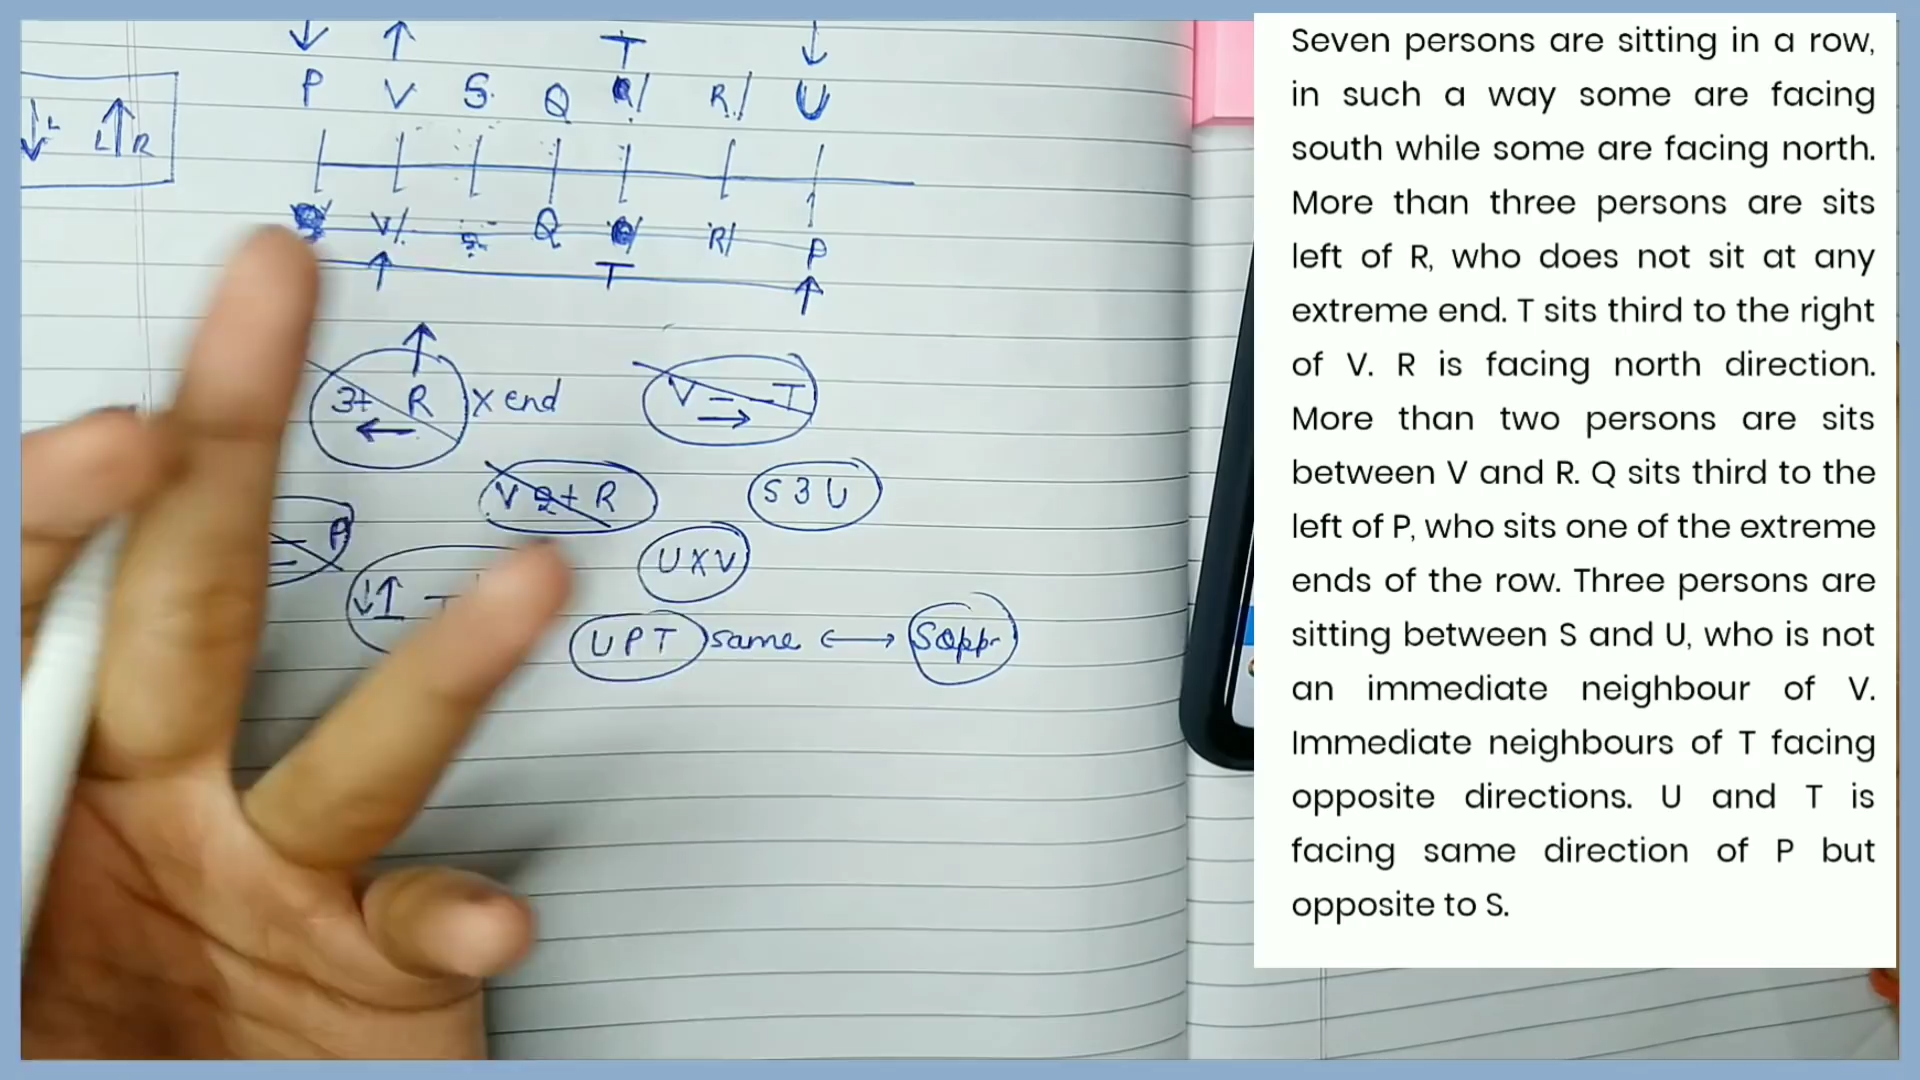 ↓ ↑ T ↓
P V S. Q R/ R/ U
↓L L↑R
V/. Q R/ P
↑ T ↑
↑
3+ R X end V - - T
← →
V 2+ R S 3 U
P U X V
↓↑
U P T same ⟷ S oppr
Seven persons are sitting in a row,
in such a way some are facing
south while some are facing north.
More than three persons are sits
left of R, who does not sit at any
extreme end. T sits third to the right
of V. R is facing north direction.
More than two persons are sits
between V and R. Q sits third to the
left of P, who sits one of the extreme
ends of the row. Three persons are
sitting between S and U, who is not
an immediate neighbour of V.
Immediate neighbours of T facing
opposite directions. U and T is
facing same direction of P but
opposite to S.